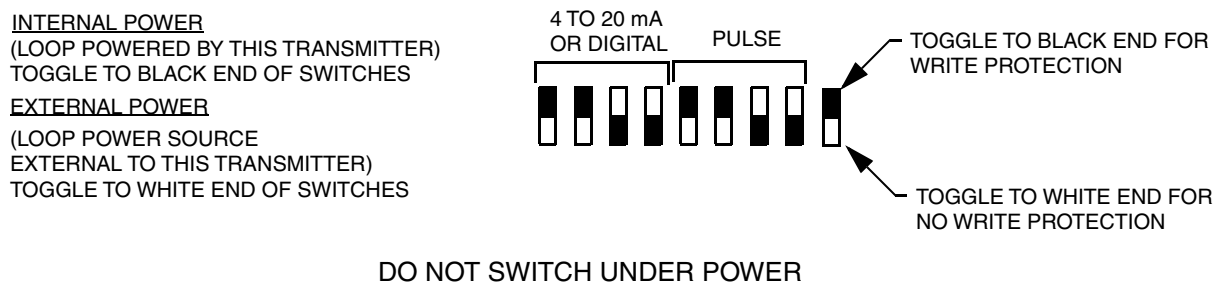 INTERNAL POWER
(LOOP POWERED BY THIS TRANSMITTER)
TOGGLE TO BLACK END OF SWITCHES
EXTERNAL POWER
(LOOP POWER SOURCE
EXTERNAL TO THIS TRANSMITTER)
TOGGLE TO WHITE END OF SWITCHES
4 TO 20 mA
OR DIGITAL
PULSE
TOGGLE TO BLACK END FOR
WRITE PROTECTION
TOGGLE TO WHITE END FOR
NO WRITE PROTECTION
DO NOT SWITCH UNDER POWER